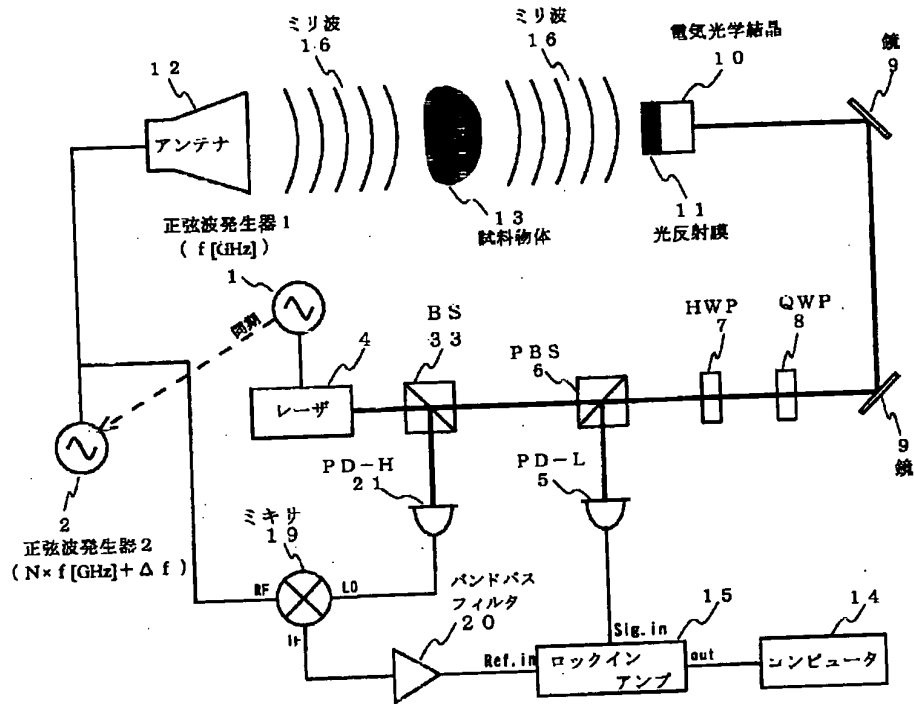 ミリ波
16
ミリ波
16
電気光学結晶
10
鏡
9
12
アンテナ
13
試料物体
11
光反射膜
正弦波発生器1
( f [GHz] )
1
同期
BS
33
PBS
6
HWP
7
QWP
8
4
レーザ
9
鏡
PD-H
21
PD-L
5
2
正弦波発生器2
( N× f [GHz]+Δ f )
ミキサ
19
RF
LO
IF
バンドパス
フィルタ
20
Sig.in
15
14
Ref.in
ロックイン
アンプ
out
コンピュータ